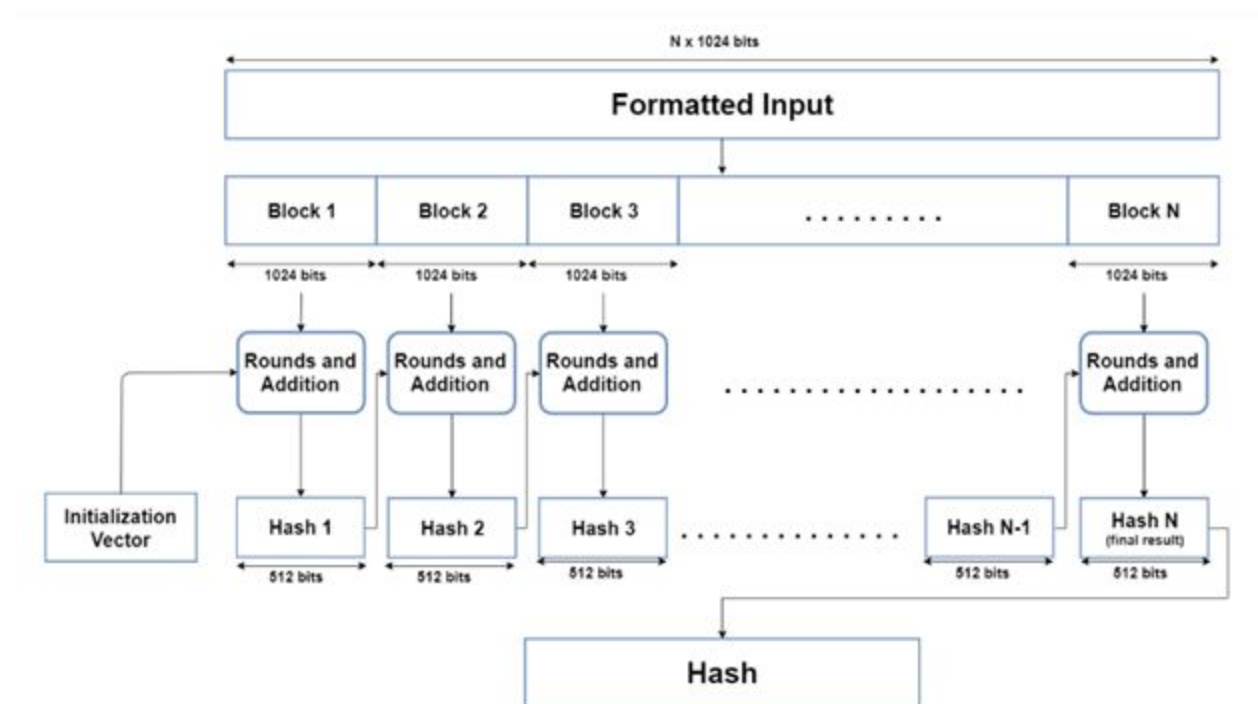 N x 1024 bits
Formatted Input
Block 1
Block 2
Block 3
. . . . . . . . .
Block N
1024 bits
1024 bits
1024 bits
1024 bits
Rounds and
Addition
Rounds and
Addition
Rounds and
Addition
. . . . . . . . . . . . . . . . . . .
Rounds and
Addition
Initialization
Vector
Hash 1
Hash 2
Hash 3
. . . . . . . . . . . . . .
Hash N-1
Hash N
(final result)
512 bits
512 bits
512 bits
512 bits
512 bits
Hash